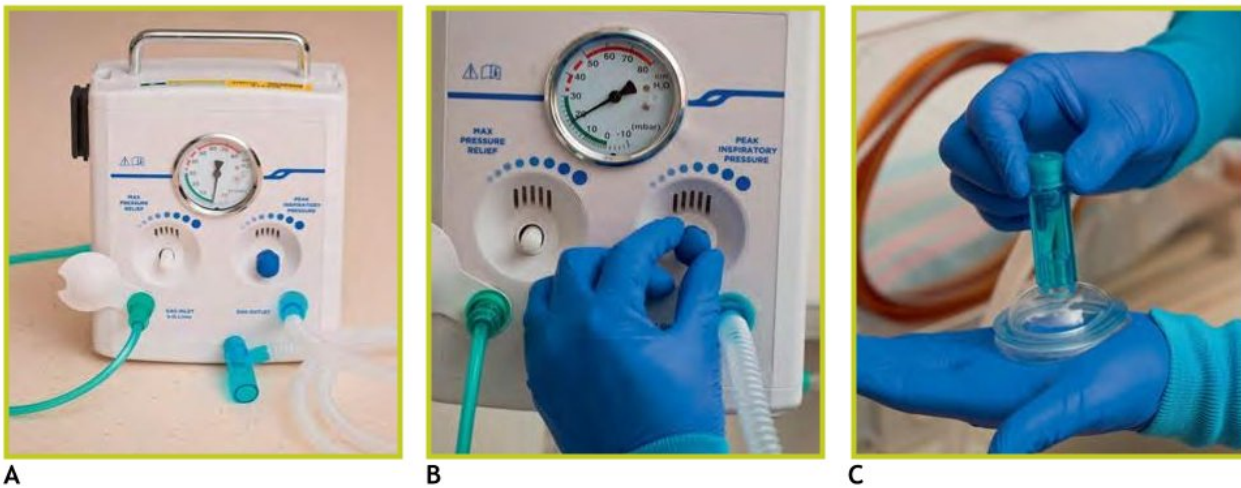 MAX
PRESSURE
RELIEF
PEAK
INSPIRATORY
PRESSURE
GAS INLET
GAS OUTLET
80
70
60
50
40
30
20
10
0
-10
cm
H₂O
(mbar)
MAX
PRESSURE
RELIEF
PEAK
INSPIRATORY
PRESSURE
A
B
C